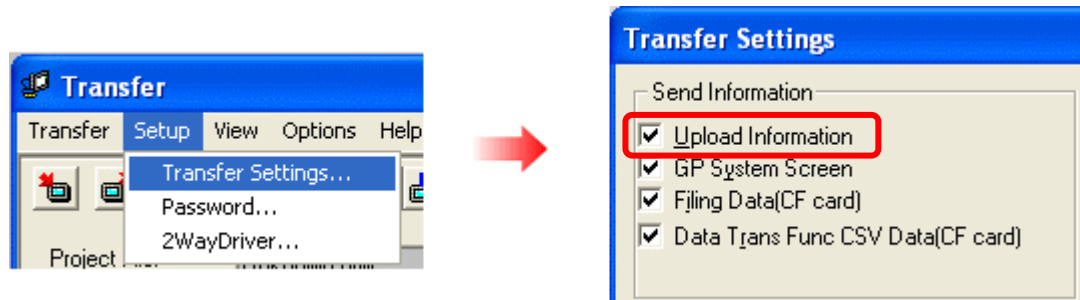 Transfer
Transfer Setup View Options Help
Transfer Settings...
Password...
2WayDriver...
Project
Transfer Settings
Send Information
Upload Information
GP System Screen
Filing Data(CF card)
Data Trans Func CSV Data(CF card)